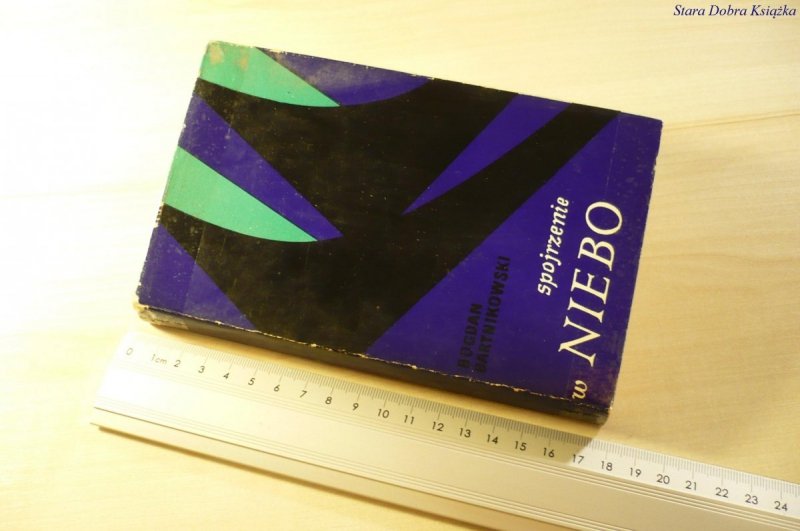 Stara Dobra Książka
spojrzenie
w NIEBO
BOGDAN
BARTNIKOWSKI
0 1cm 2 3 4 5 6 7 8 9 10 11 12 13 14 15 16 17 18 19 20 21 22 23 24